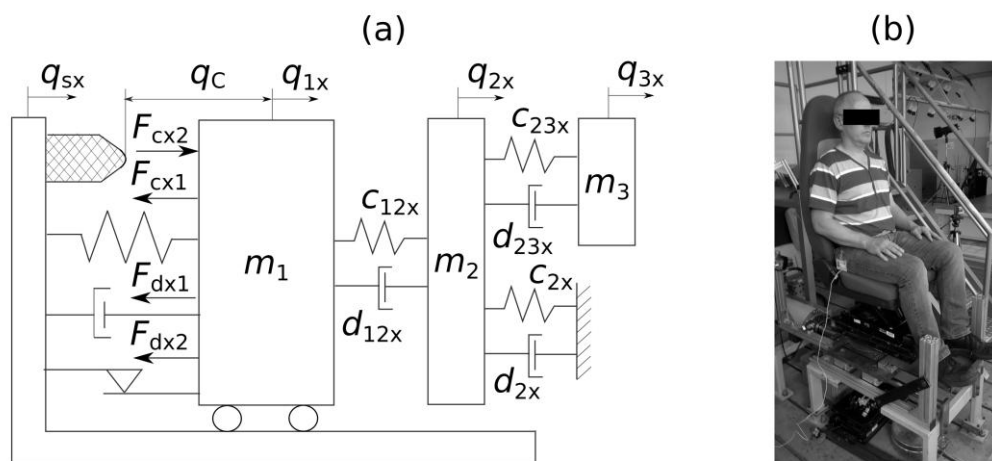 (a)
(b)
q_sx
q_C
q_1x
q_2x
q_3x
F_cx2
F_cx1
F_dx1
F_dx2
m_1
c_12x
d_12x
m_2
c_23x
d_23x
m_3
c_2x
d_2x